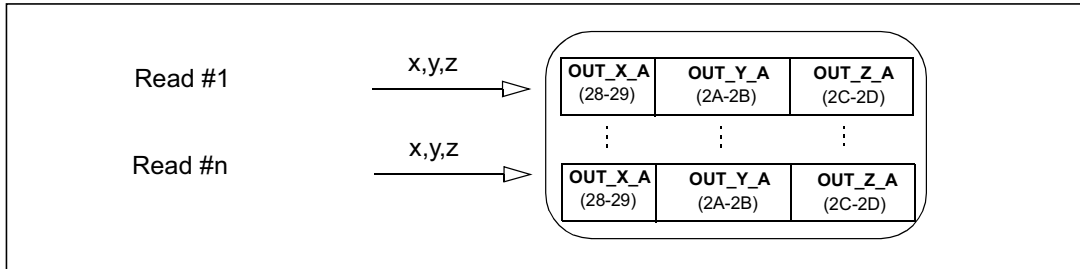 Read #1
x,y,z
OUT_X_A OUT_Y_A OUT_Z_A
(28-29) (2A-2B) (2C-2D)
Read #n
x,y,z
OUT_X_A OUT_Y_A OUT_Z_A
(28-29) (2A-2B) (2C-2D)